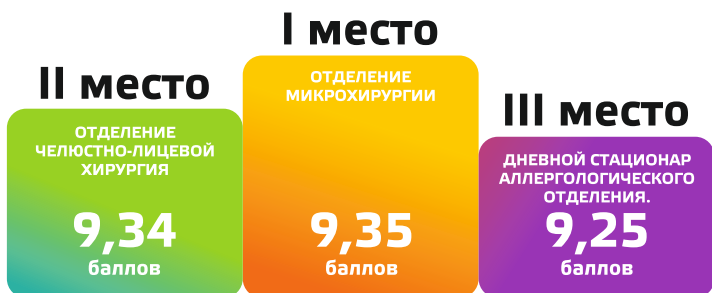 I место
ОТДЕЛЕНИЕ
МИКРОХИРУРГИИ
9,35
баллов
II место
ОТДЕЛЕНИЕ
ЧЕЛЮСТНО-ЛИЦЕВОЙ
ХИРУРГИЯ
9,34
баллов
III место
ДНЕВНОЙ СТАЦИОНАР
АЛЛЕРГОЛОГИЧЕСКОГО
ОТДЕЛЕНИЯ.
9,25
баллов